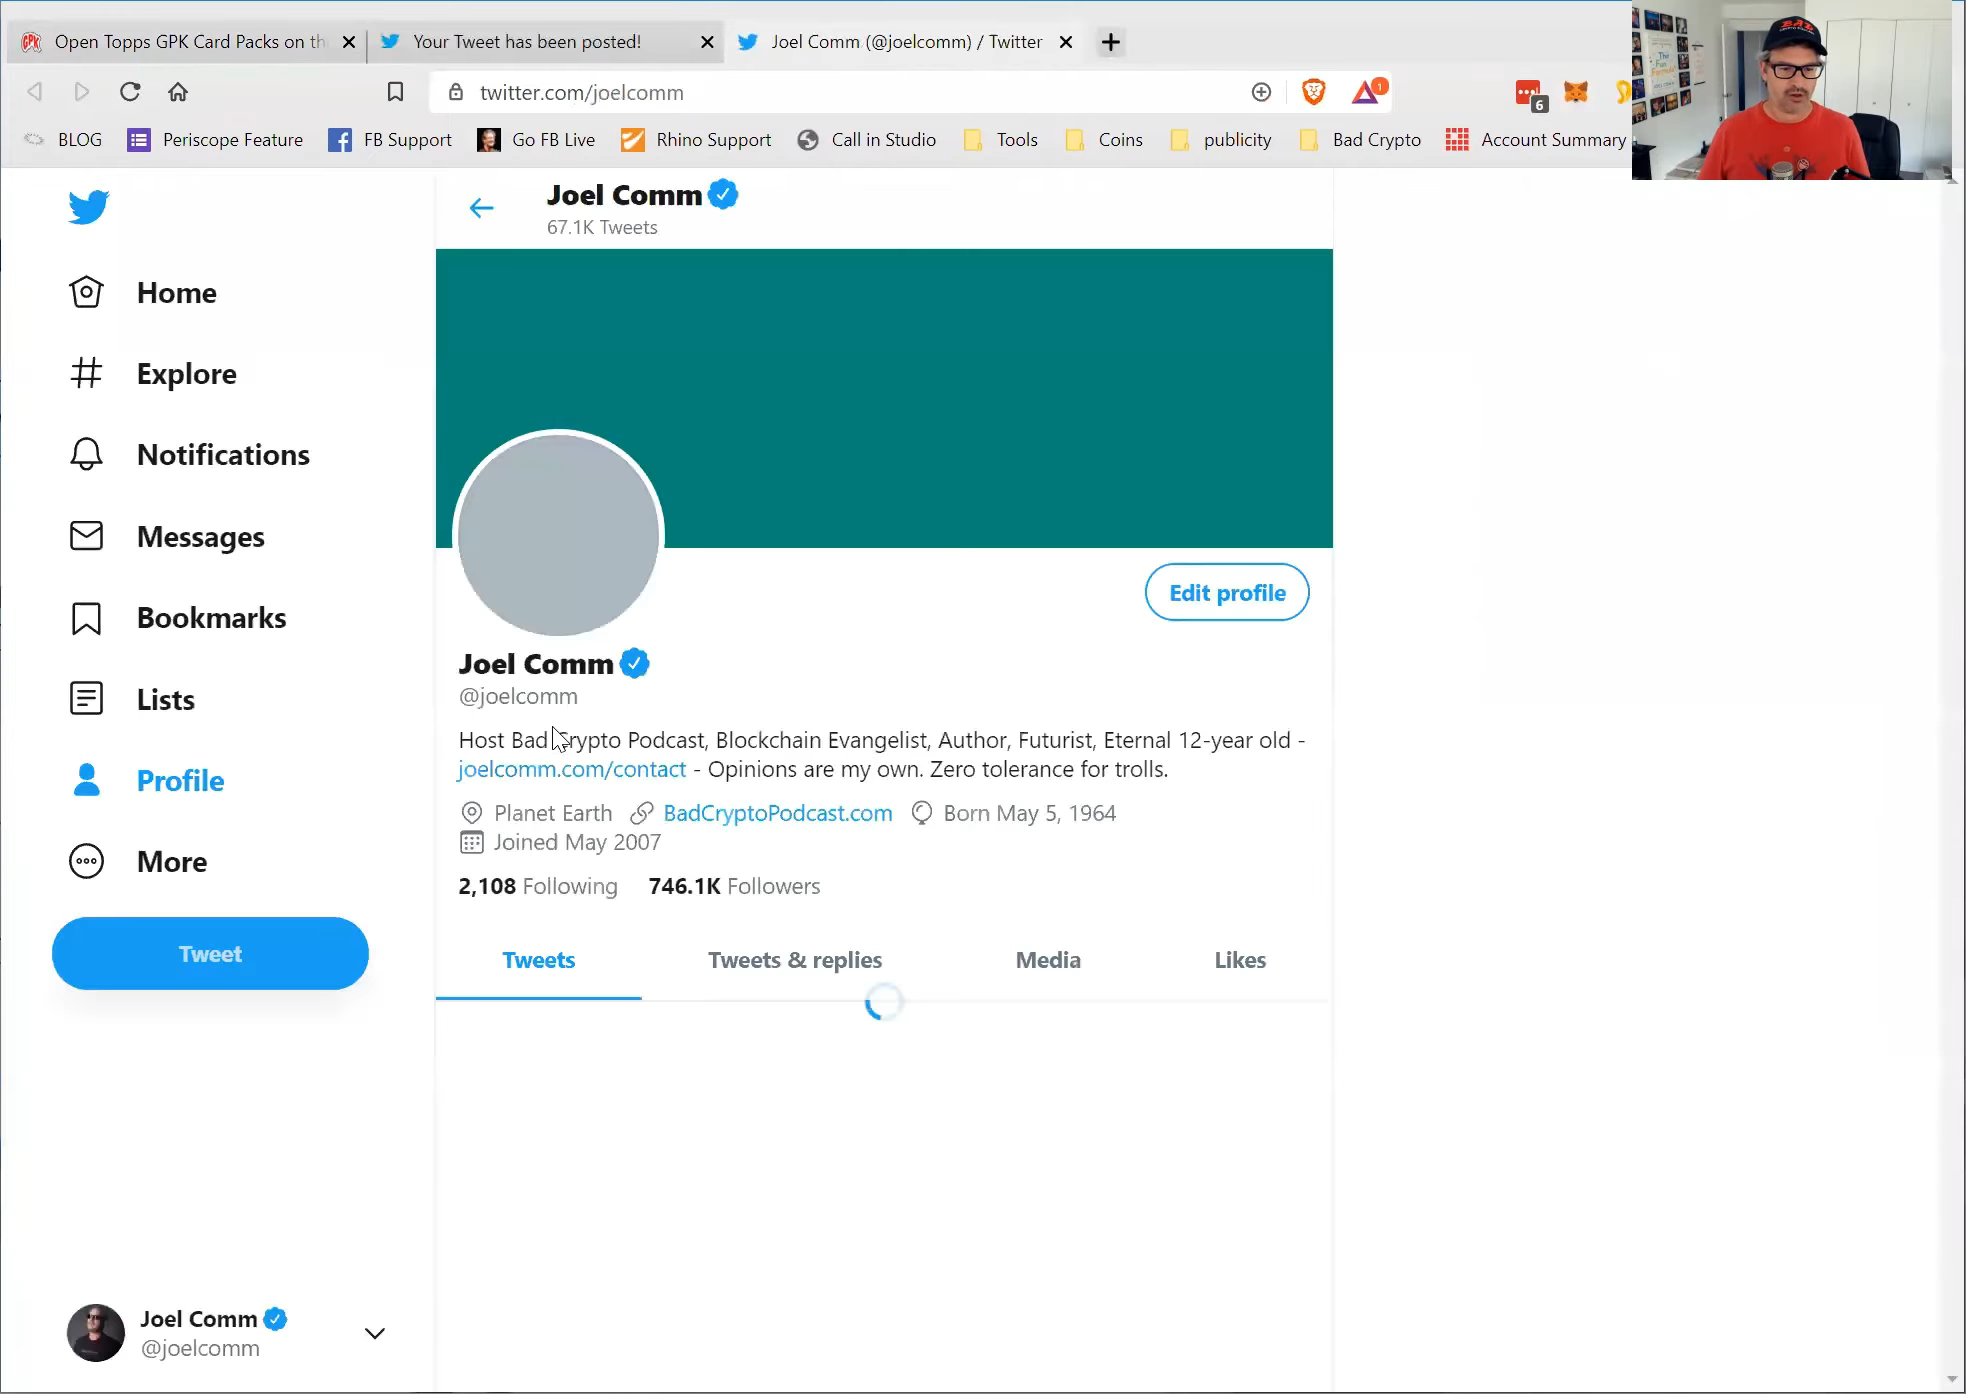 Open Topps GPK Card Packs on th
Your Tweet has been posted!
Joel Comm (@joelcomm) / Twitter
twitter.com/joelcomm
1
6
BLOG
Periscope Feature
FB Support
Go FB Live
Rhino Support
Call in Studio
Tools
Coins
publicity
Bad Crypto
Account Summary
Joel Comm
67.1K Tweets
Home
Explore
Notifications
Messages
Bookmarks
Lists
Profile
More
Tweet
Edit profile
Joel Comm
@joelcomm
Host Bad Crypto Podcast, Blockchain Evangelist, Author, Futurist, Eternal 12-year old -
joelcomm.com/contact - Opinions are my own. Zero tolerance for trolls.
Planet Earth BadCryptoPodcast.com Born May 5, 1964
Joined May 2007
2,108 Following 746.1K Followers
Tweets
Tweets & replies
Media
Likes
Joel Comm
@joelcomm